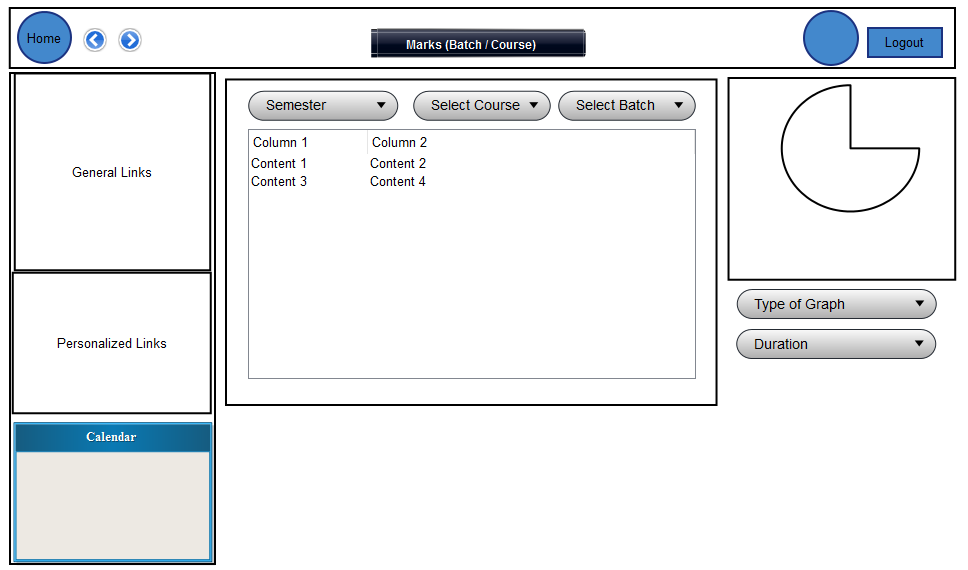 Home
Marks (Batch / Course)
Logout
General Links
Personalized Links
Calendar
Semester
Select Course
Select Batch
Column 1 Column 2
Content 1 Content 2
Content 3 Content 4
Type of Graph
Duration